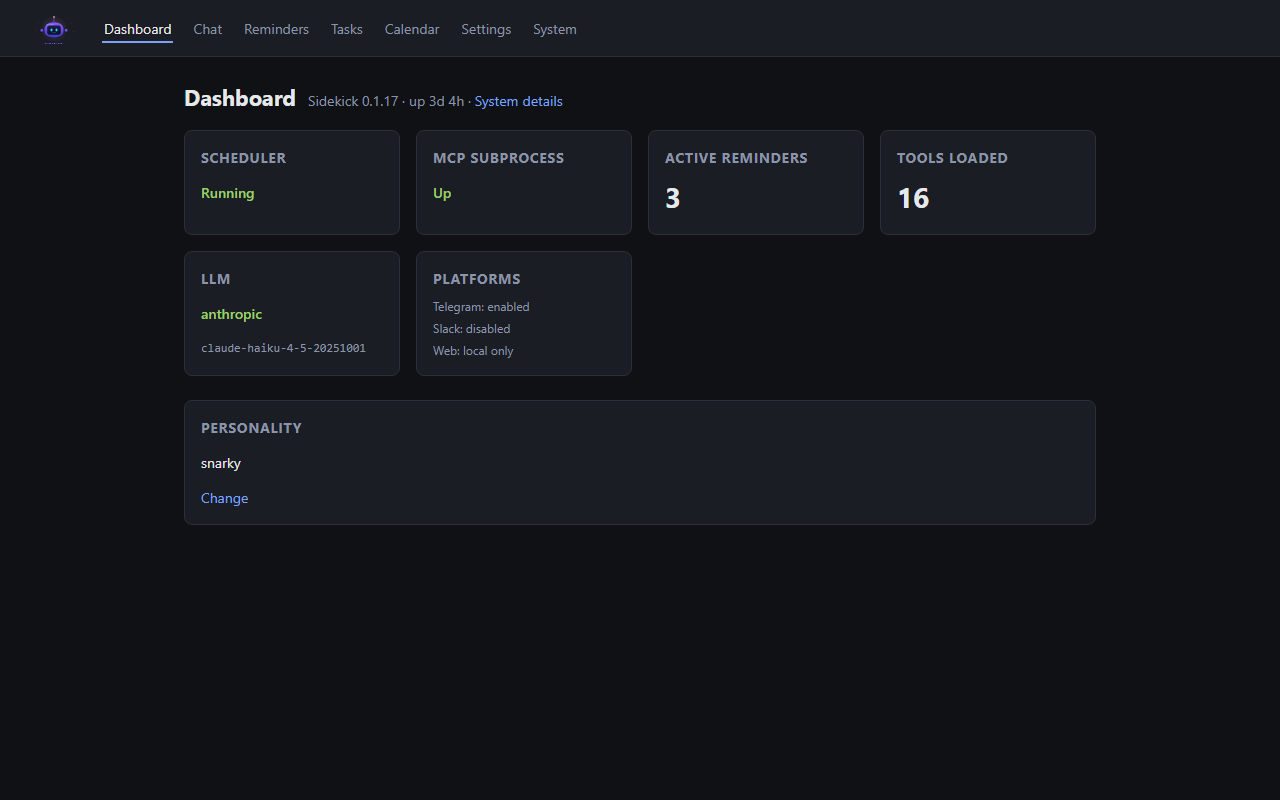 Dashboard Chat Reminders Tasks Calendar Settings System
Dashboard Sidekick 0.1.17 · up 3d 4h · System details
SCHEDULER
Running
MCP SUBPROCESS
Up
ACTIVE REMINDERS
3
TOOLS LOADED
16
LLM
anthropic
claude-haiku-4-5-20251001
PLATFORMS
Telegram: enabled
Slack: disabled
Web: local only
PERSONALITY
snarky
Change